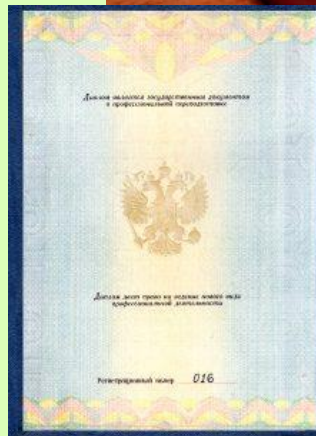 Диплом является государственным документом
о профессиональной переподготовке
Диплом дает право на ведение нового вида
профессиональной деятельности
Регистрационный номер 016